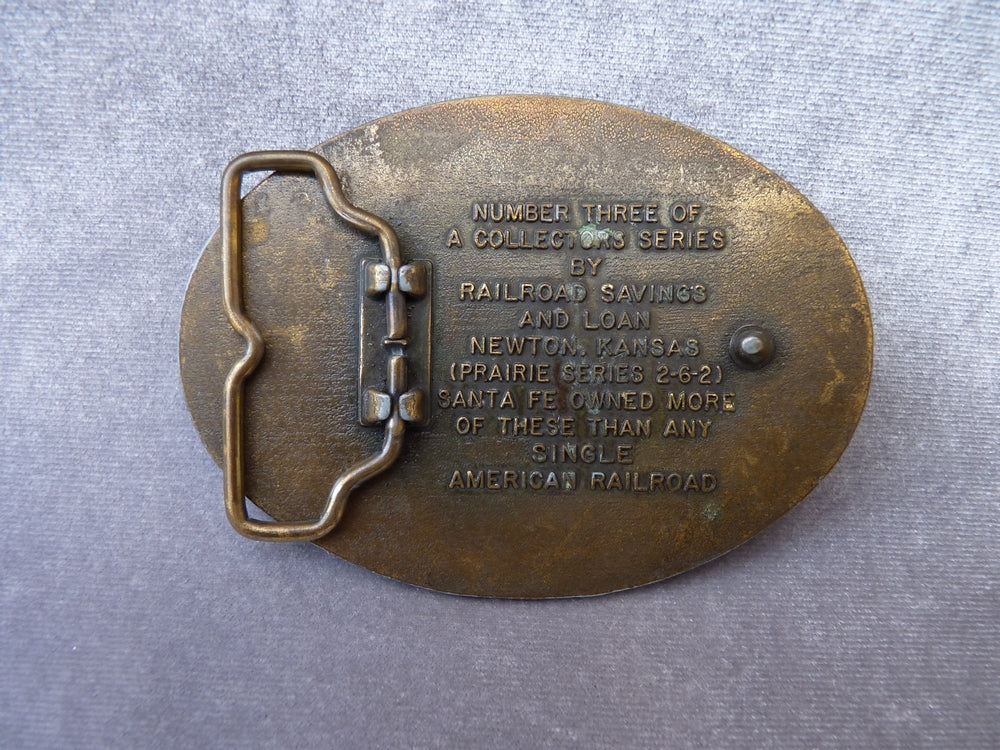 NUMBER THREE OF
A COLLECTORS SERIES
BY
RAILROAD SAVINGS
AND LOAN
NEWTON, KANSAS
(PRAIRIE SERIES 2-6-2)
SANTA FE OWNED MORE
OF THESE THAN ANY
SINGLE
AMERICAN RAILROAD